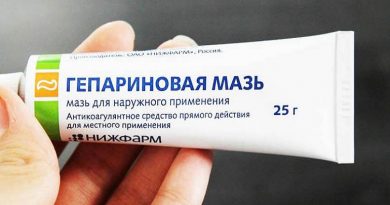 Производитель: ОАО «НИЖФАРМ», Россия.
ГЕПАРИНОВАЯ МАЗЬ
мазь для наружного применения
25 г
Антикоагулянтное средство прямого действия
для местного применения
НИЖФАРМ